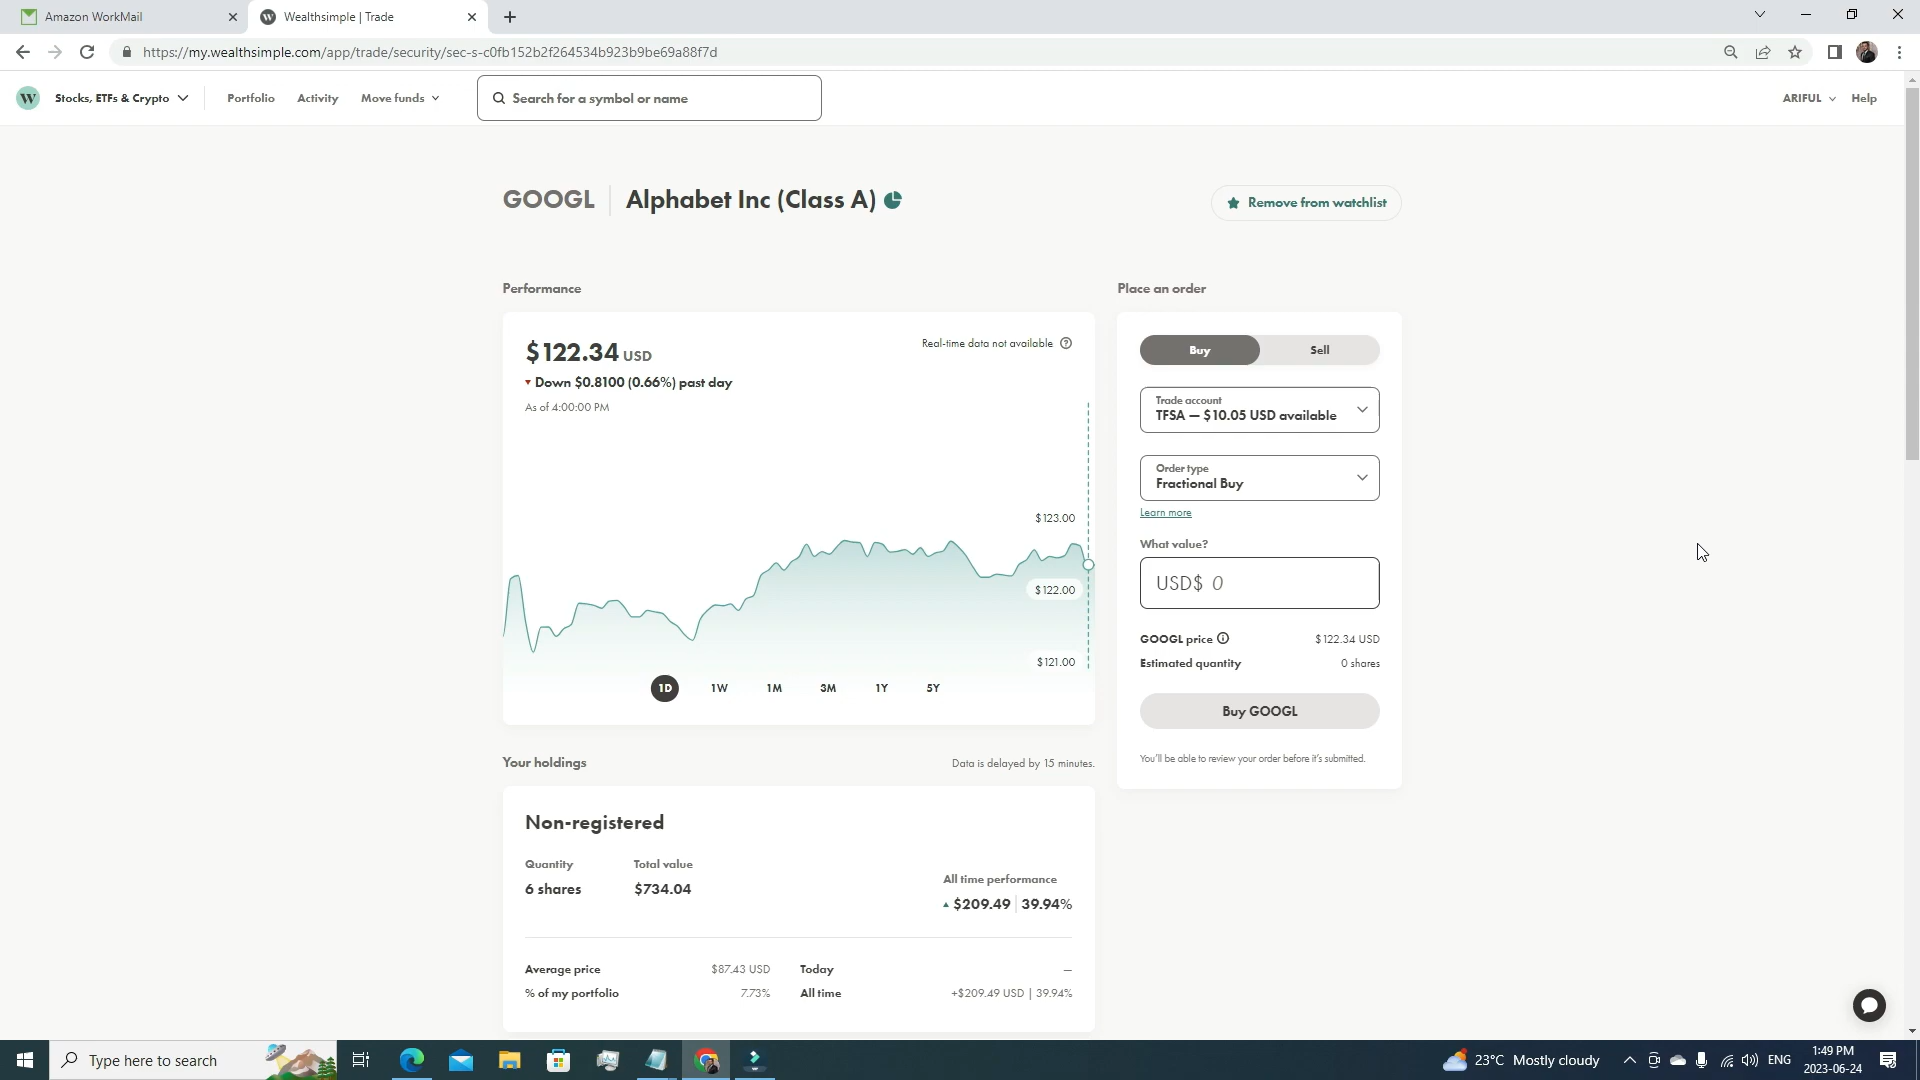 Amazon WorkMail
Wealthsimple | Trade
https://my.wealthsimple.com/app/trade/security/sec-s-c0fb152b2f264534b923b9be69a88f7d
W
Stocks, ETFs & Crypto
Portfolio
Activity
Move funds
Search for a symbol or name
ARIFUL
Help
GOOGL
Alphabet Inc (Class A)
Remove from watchlist
Performance
$122.34 USD
Real-time data not available
Down $0.8100 (0.66%) past day
As of 4:00:00 PM
$123.00
$122.00
$121.00
1D 1W 1M 3M 1Y 5Y
Place an order
Buy
Sell
Trade account
TFSA — $10.05 USD available
Order type
Fractional Buy
Learn more
What value?
USD$ 0
GOOGL price $122.34 USD
Estimated quantity 0 shares
Buy GOOGL
You'll be able to review your order before it's submitted.
Your holdings
Data is delayed by 15 minutes.
Non-registered
Quantity
6 shares
Total value
$734.04
All time performance
$209.49 | 39.94%
Average price $87.43 USD
Today —
% of my portfolio 7.73%
All time +$209.49 USD | 39.94%
Type here to search
23°C Mostly cloudy
ENG
1:49 PM
2023-06-24